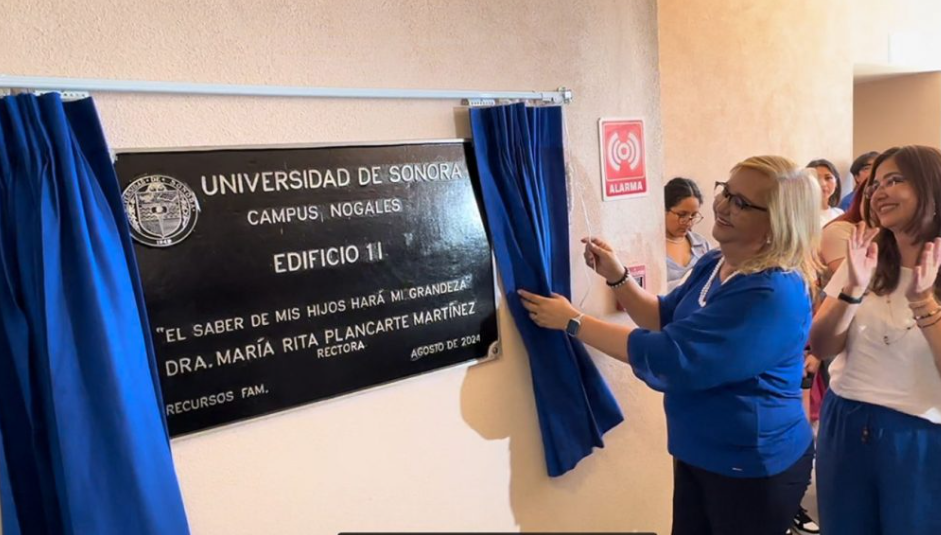 UNIVERSIDAD DE SONORA
CAMPUS, NOGALES
EDIFICIO 11
"EL SABER DE MIS HIJOS HARÁ MI GRANDEZA"
DRA. MARÍA RITA PLANCARTE MARTÍNEZ
RECTORA
AGOSTO DE 2024
RECURSOS FAM.
ALARMA